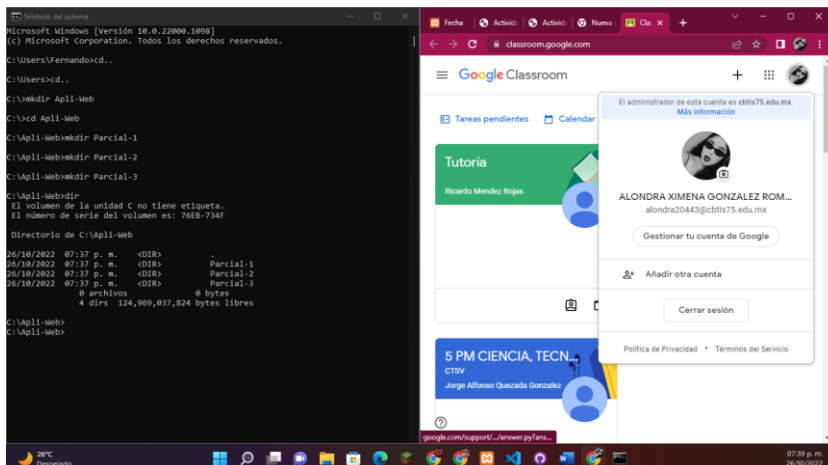 Símbolo del sistema
Microsoft Windows [Versión 10.0.22000.1098]
(c) Microsoft Corporation. Todos los derechos reservados.
C:\Users\Fernando>cd..
C:\Users>cd..
C:\>mkdir Apli-Web
C:\>cd Apli-Web
C:\Apli-Web>mkdir Parcial-1
C:\Apli-Web>mkdir Parcial-2
C:\Apli-Web>mkdir Parcial-3
C:\Apli-Web>dir
El volumen de la unidad C no tiene etiqueta.
El número de serie del volumen es: 76EB-734F
Directorio de C:\Apli-Web
26/10/2022 07:37 p. m. <DIR> .
26/10/2022 07:37 p. m. <DIR> Parcial-1
26/10/2022 07:37 p. m. <DIR> Parcial-2
26/10/2022 07:37 p. m. <DIR> Parcial-3
0 archivos 0 bytes
4 dirs 124,969,037,824 bytes libres
C:\Apli-Web>
C:\Apli-Web>
Fecha Activid Activid Nueva Clas
classroom.google.com
Google Classroom
Tareas pendientes Calendar
Tutoría
Ricardo Mendez Rojas
5 PM CIENCIA, TECN...
CTSV
Jorge Alfonso Quezada Gonzalez
El administrador de esta cuenta es cbtis75.edu.mx.
Más información
ALONDRA XIMENA GONZALEZ ROM...
alondra20443@cbtis75.edu.mx
Gestionar tu cuenta de Google
Añadir otra cuenta
Cerrar sesión
Política de Privacidad • Términos del Servicio
google.com/support/.../answer.py?ans...
26°C
Despejado
07:39 p. m.
26/10/2022